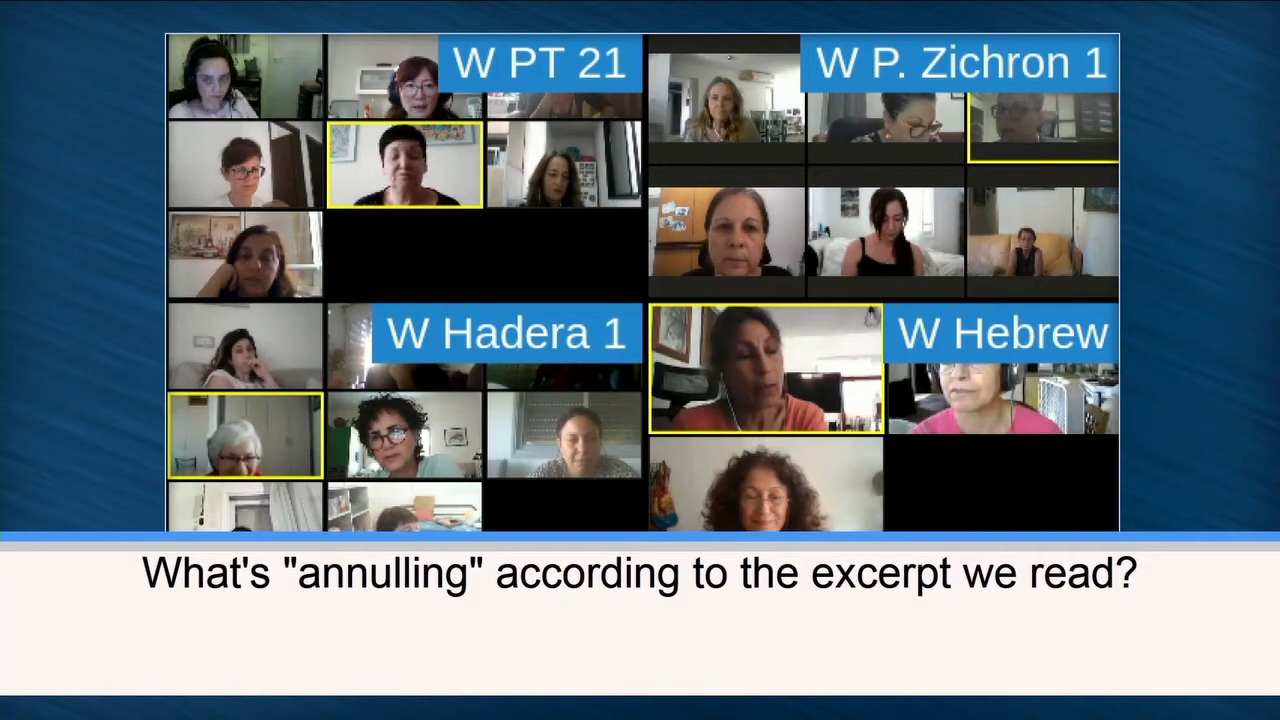 W PT 21
W P. Zichron 1
W Hadera 1
W Hebrew
What's "annulling" according to the excerpt we read?